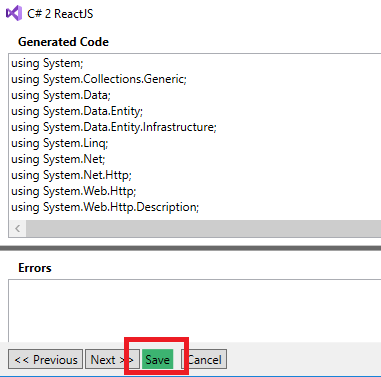 C# 2 ReactJS
Generated Code
using System;
using System.Collections.Generic;
using System.Data;
using System.Data.Entity;
using System.Data.Entity.Infrastructure;
using System.Linq;
using System.Net;
using System.Net.Http;
using System.Web.Http;
using System.Web.Http.Description;
Errors
<< Previous Next >> Save Cancel